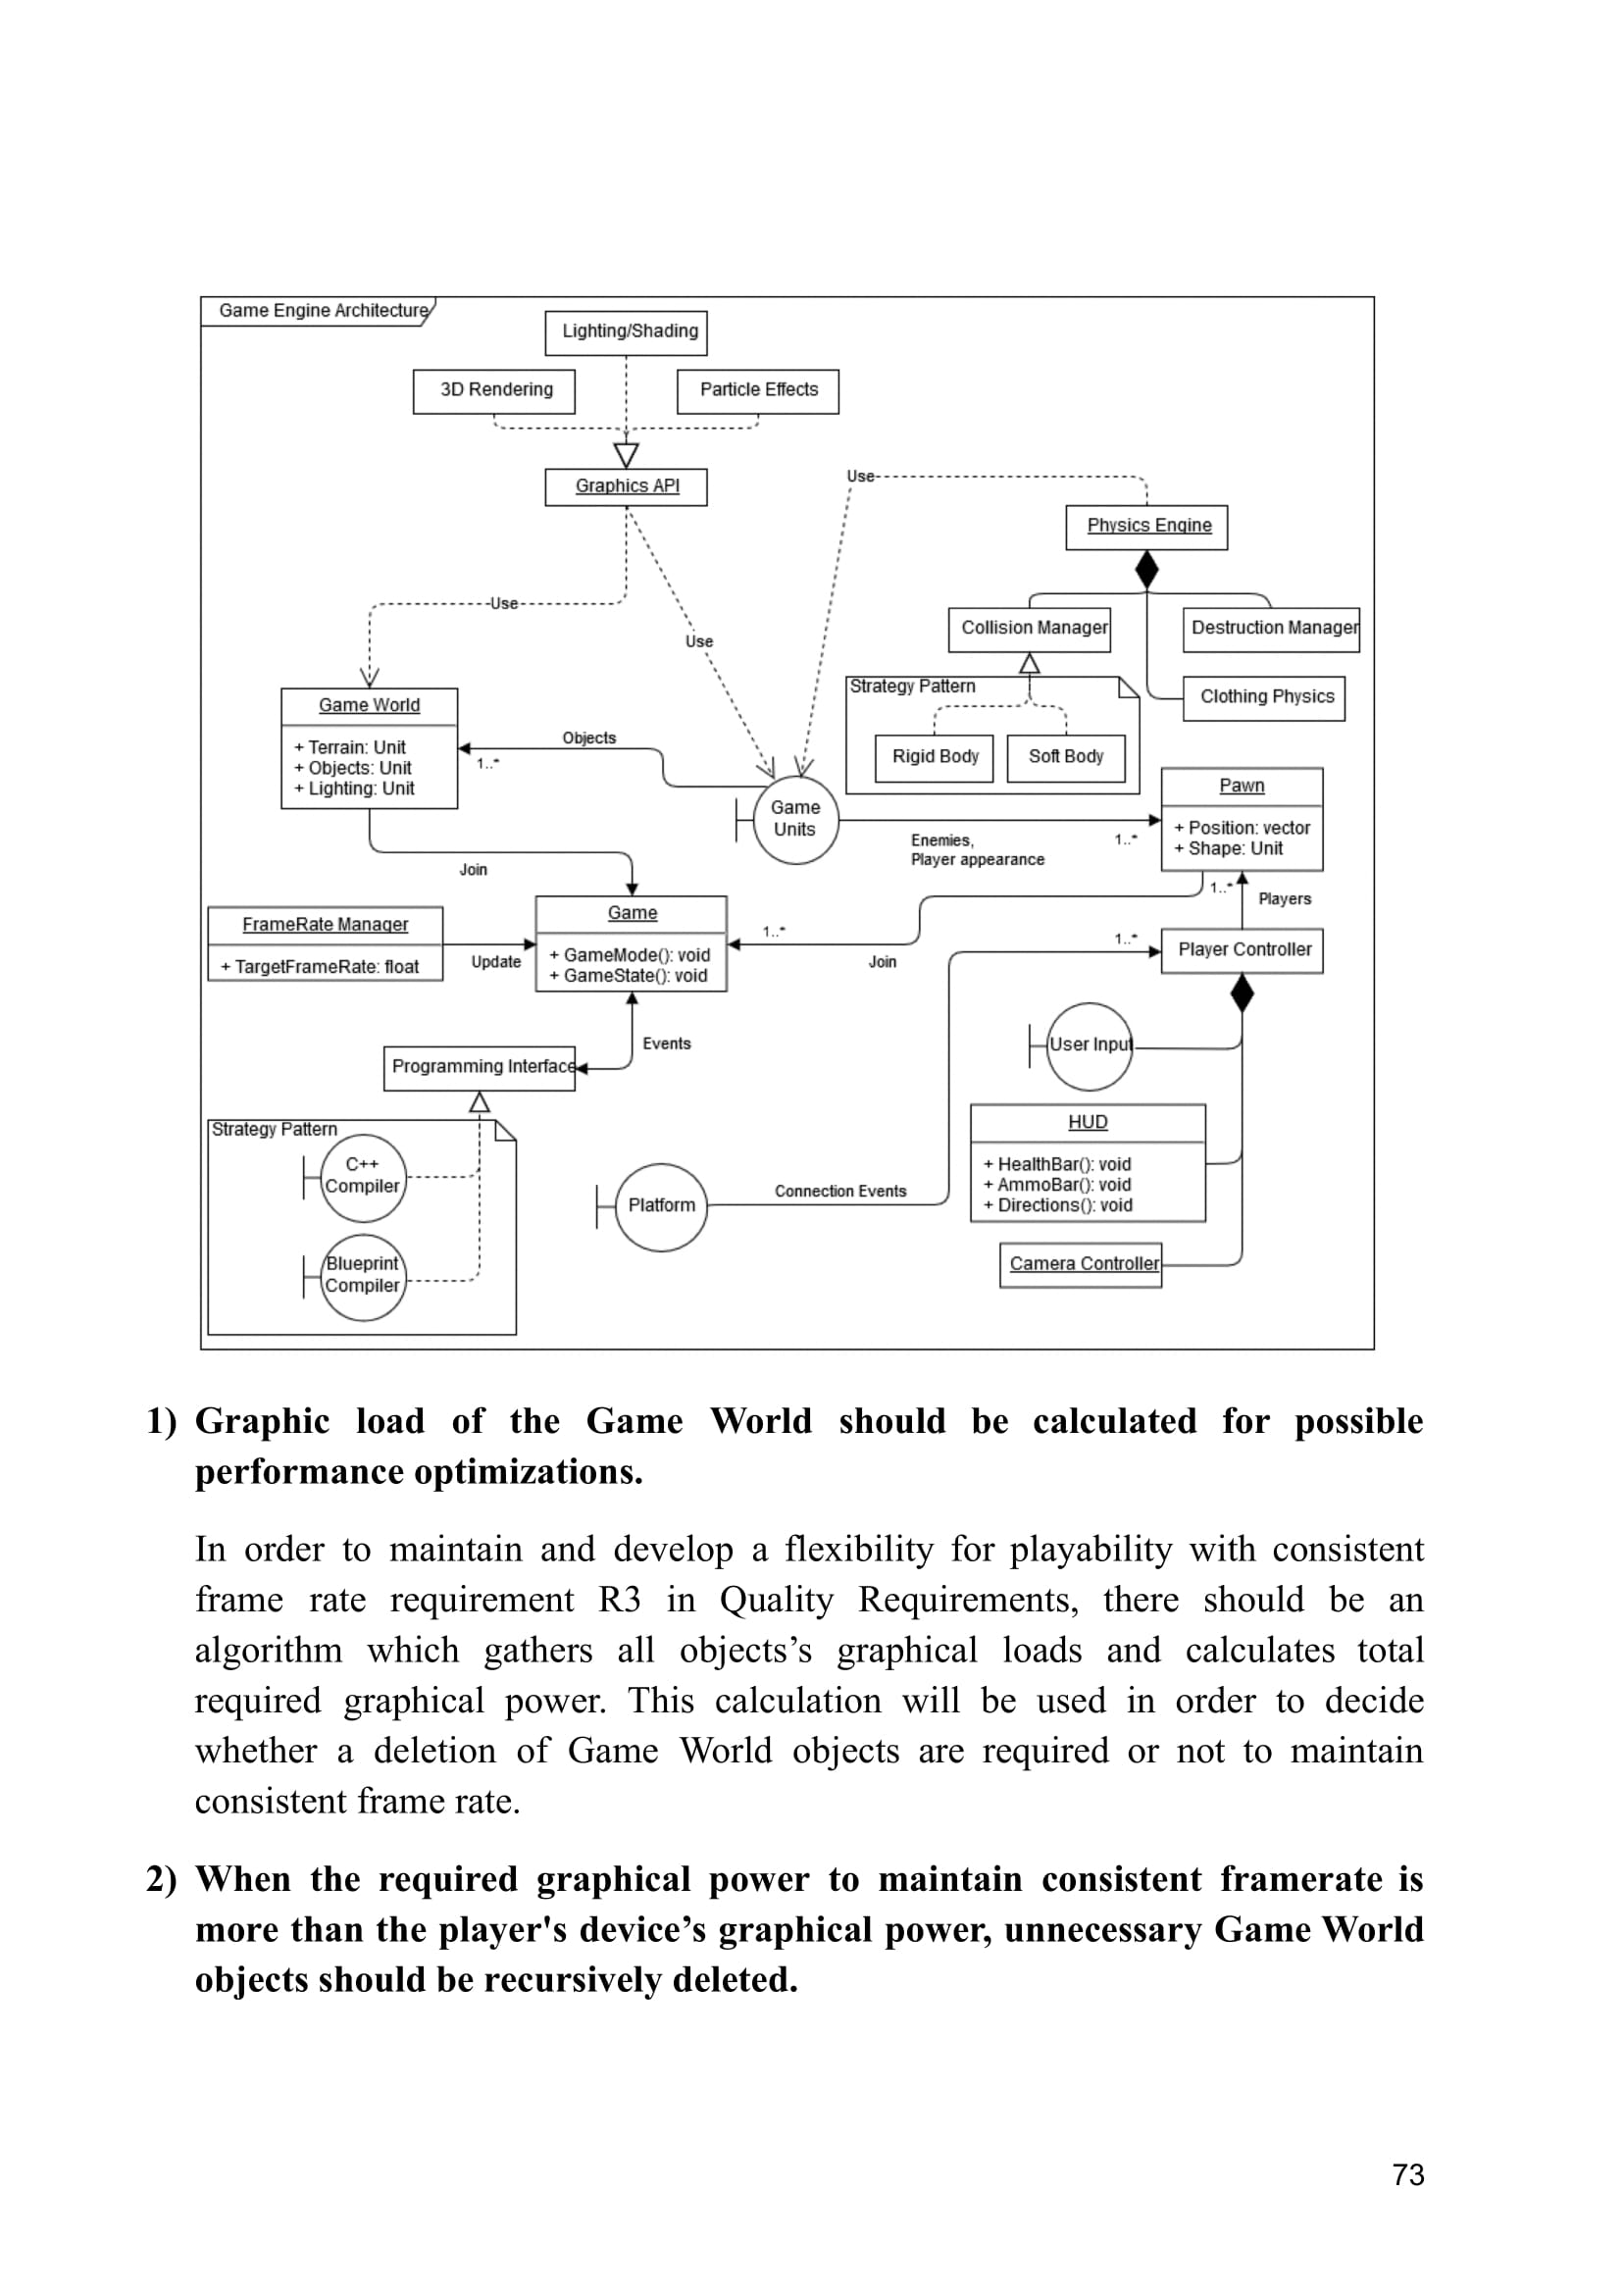 Game Engine Architecture
Lighting/Shading
3D Rendering
Particle Effects
Graphics API
Use
Physics Engine
Use
Use
Collision Manager
Destruction Manager
Strategy Pattern
Clothing Physics
Rigid Body
Soft Body
Game World
+ Terrain: Unit
+ Objects: Unit
+ Lighting: Unit
Objects
1..*
Game
Units
Enemies,
Player appearance
1..*
Pawn
+ Position: vector
+ Shape: Unit
Join
1..*
Players
FrameRate Manager
+ TargetFrameRate: float
Update
Game
+ GameMode(): void
+ GameState(): void
1..*
Join
1..*
Player Controller
Events
Programming Interface
User Input
Strategy Pattern
C++
Compiler
Blueprint
Compiler
Platform
Connection Events
HUD
+ HealthBar(): void
+ AmmoBar(): void
+ Directions(): void
Camera Controller
1) Graphic load of the Game World should be calculated for possible
performance optimizations.
In order to maintain and develop a flexibility for playability with consistent
frame rate requirement R3 in Quality Requirements, there should be an
algorithm which gathers all objects’s graphical loads and calculates total
required graphical power. This calculation will be used in order to decide
whether a deletion of Game World objects are required or not to maintain
consistent frame rate.
2) When the required graphical power to maintain consistent framerate is
more than the player's device’s graphical power, unnecessary Game World
objects should be recursively deleted.
73